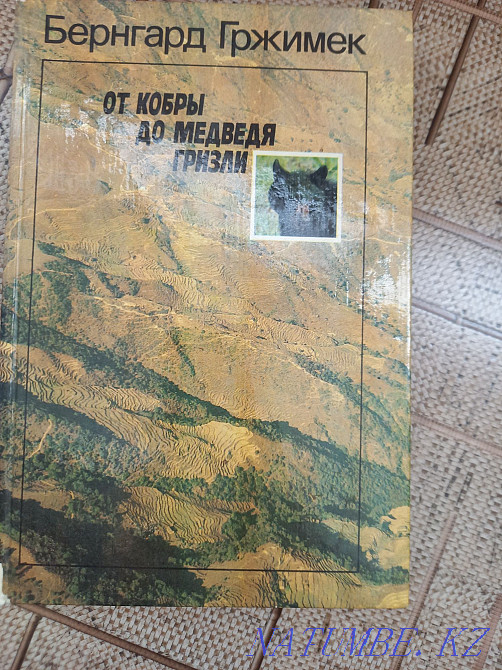 Бернгард Гржимек
ОТ КОБРЫ
ДО МЕДВЕДЯ
ГРИЗЛИ
NATUMBE.KZ